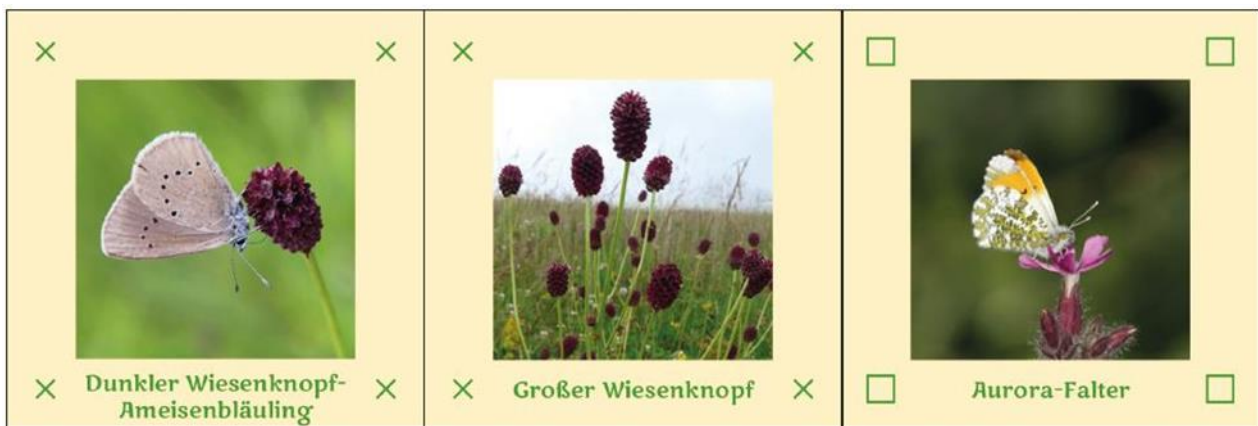 Dunkler Wiesenknopf-
Ameisenbläuling
Großer Wiesenknopf
Aurora-Falter